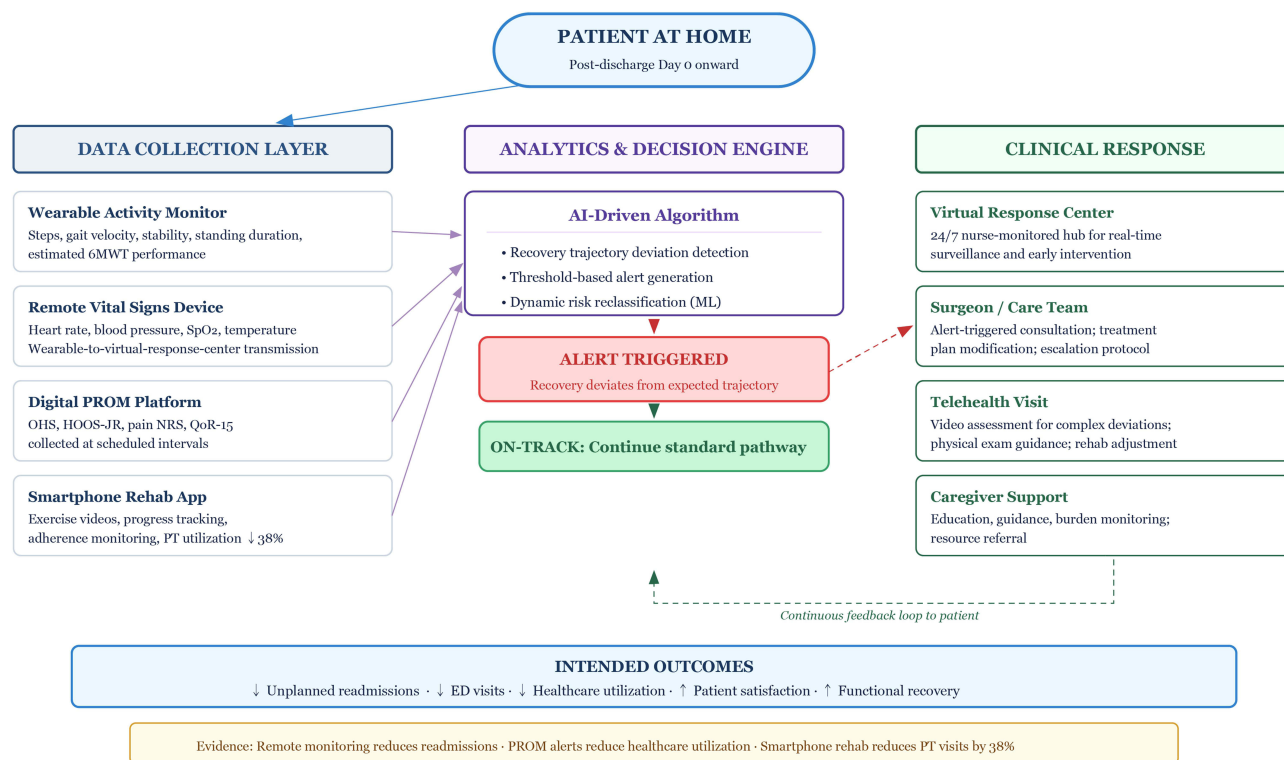 PATIENT AT HOME
Post-discharge Day 0 onward
DATA COLLECTION LAYER
Wearable Activity Monitor
Steps, gait velocity, stability, standing duration,
estimated 6MWT performance
Remote Vital Signs Device
Heart rate, blood pressure, SpO2, temperature
Wearable-to-virtual-response-center transmission
Digital PROM Platform
OHS, HOOS-JR, pain NRS, QoR-15
collected at scheduled intervals
Smartphone Rehab App
Exercise videos, progress tracking,
adherence monitoring, PT utilization ↓38%
ANALYTICS & DECISION ENGINE
AI-Driven Algorithm
• Recovery trajectory deviation detection
• Threshold-based alert generation
• Dynamic risk reclassification (ML)
ALERT TRIGGERED
Recovery deviates from expected trajectory
ON-TRACK: Continue standard pathway
CLINICAL RESPONSE
Virtual Response Center
24/7 nurse-monitored hub for real-time
surveillance and early intervention
Surgeon / Care Team
Alert-triggered consultation; treatment
plan modification; escalation protocol
Telehealth Visit
Video assessment for complex deviations;
physical exam guidance; rehab adjustment
Caregiver Support
Education, guidance, burden monitoring;
resource referral
Continuous feedback loop to patient
INTENDED OUTCOMES
↓ Unplanned readmissions · ↓ ED visits · ↓ Healthcare utilization · ↑ Patient satisfaction · ↑ Functional recovery
Evidence: Remote monitoring reduces readmissions · PROM alerts reduce healthcare utilization · Smartphone rehab reduces PT visits by 38%